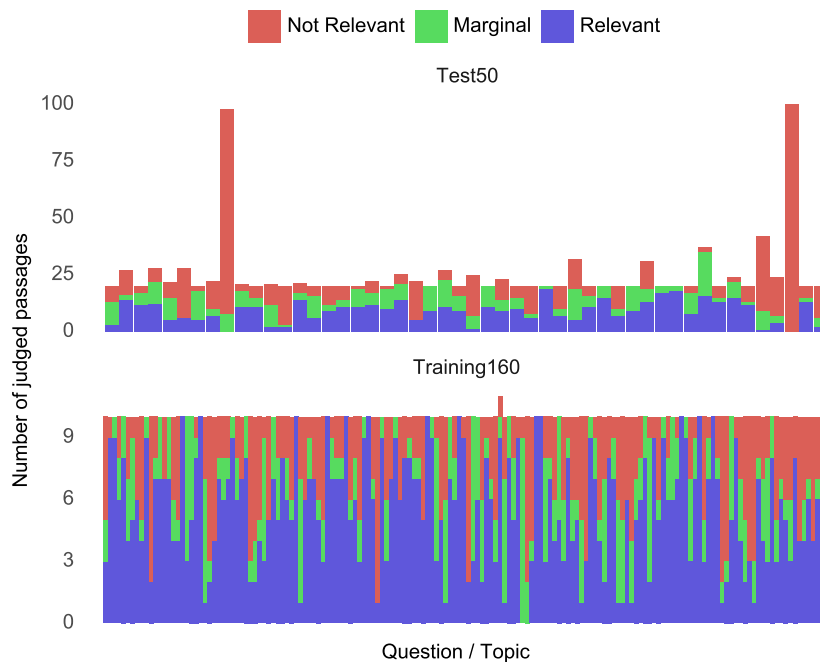 Not Relevant Marginal Relevant
Test50
100
75
50
25
0
Number of judged passages
Training160
9
6
3
0
Question / Topic